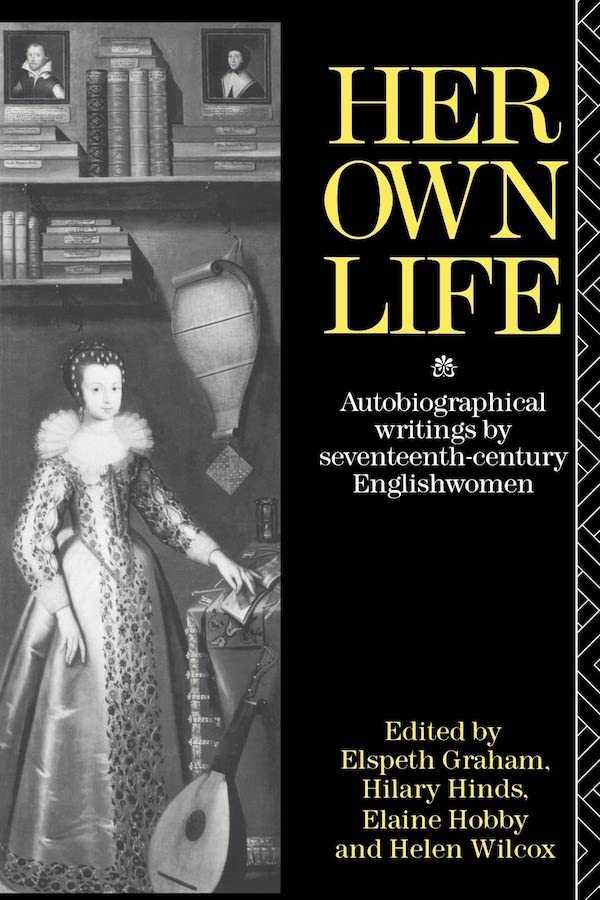 HER
OWN
LIFE
Autobiographical
writings by
seventeenth-century
Englishwomen
Edited by
Elspeth Graham,
Hilary Hinds,
Elaine Hobby
and Helen Wilcox